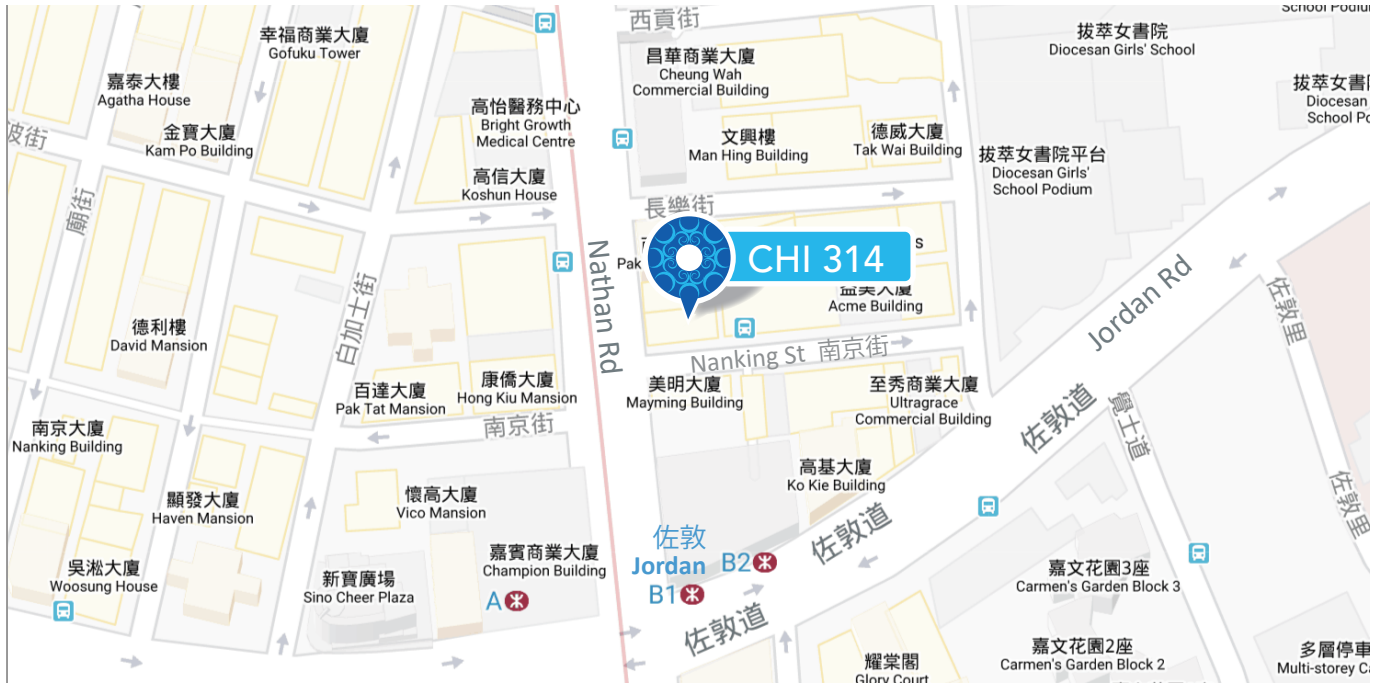 西貢街
School Podiu
幸福商業大廈
Gofuku Tower
拔萃女書院
Diocesan Girls' School
昌華商業大廈
Cheung Wah
Commercial Building
嘉泰大樓
Agatha House
拔萃女書
Diocesan
School Po
高怡醫務中心
Bright Growth
Medical Centre
波街
金寶大廈
Kam Po Building
文興樓
Man Hing Building
德威大廈
Tak Wai Building
拔萃女書院平台
Diocesan Girls'
School Podium
高信大廈
Koshun House
廟街
長樂街
Pak
CHI 314
s
益美大廈
Acme Building
Nathan Rd
Jordan Rd
佐敦里
白加士街
德利樓
David Mansion
Nanking St 南京街
百達大廈
Pak Tat Mansion
康僑大廈
Hong Kiu Mansion
美明大廈
Mayming Building
至秀商業大廈
Ultragrace
Commercial Building
佐敦道
覺士道
南京街
南京大廈
Nanking Building
高基大廈
Ko Kie Building
佐敦里
顯發大廈
Haven Mansion
懷高大廈
Vico Mansion
佐敦道
佐敦
Jordan
B2
B1
嘉賓商業大廈
Champion Building
A
吳淞大廈
Woosung House
新寶廣場
Sino Cheer Plaza
嘉文花園3座
Carmen's Garden Block 3
佐敦道
嘉文花園2座
Carmen's Garden Block 2
耀棠閣
Glory Court
多層停車
Multi-storey Ca